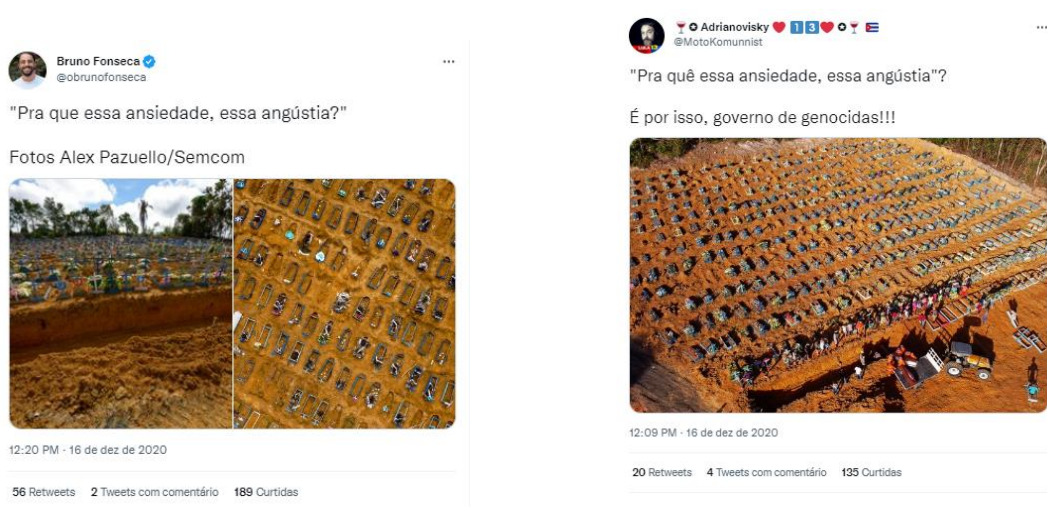 Bruno Fonseca
@obrunofonseca
"Pra que essa ansiedade, essa angústia?"
Fotos Alex Pazuello/Semcom
12:20 PM · 16 de dez de 2020
56 Retweets 2 Tweets com comentário 189 Curtidas
🍷✪ Adrianovisky ❤️ 1️⃣3️⃣❤️✪🍷 🇨🇺
@MotoKomunnist
"Pra quê essa ansiedade, essa angústia"?
É por isso, governo de genocidas!!!
12:09 PM · 16 de dez de 2020
20 Retweets 4 Tweets com comentário 135 Curtidas